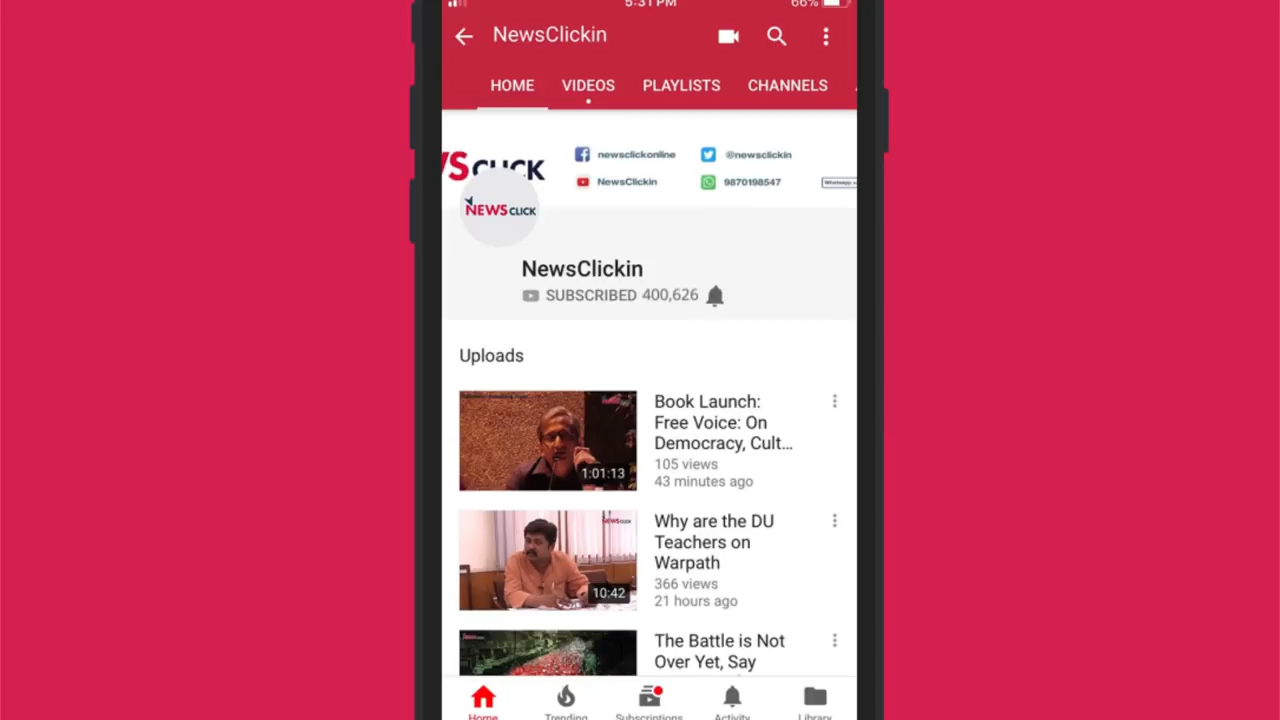 5:31 PM
66%
NewsClickin
HOME VIDEOS PLAYLISTS CHANNELS
CLICK
newsclickonline
@newsclickin
NewsClickin
9870198547
NEWS CLICK
NewsClickin
SUBSCRIBED 400,626
Uploads
Book Launch:
Free Voice: On
Democracy, Cult...
105 views
43 minutes ago
1:01:13
Why are the DU
Teachers on
Warpath
366 views
21 hours ago
NEWSCLICK
10:42
The Battle is Not
Over Yet, Say
Home Trending Subscriptions Activity Library